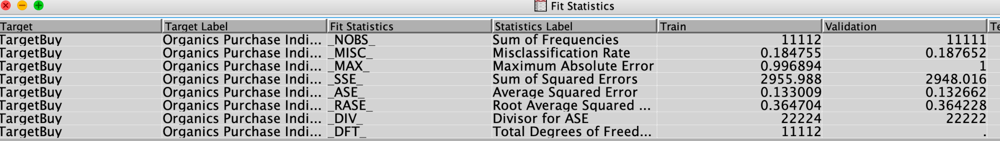 Fit Statistics
Target Target Label Fit Statistics Statistics Label Train Validation Te
TargetBuy Organics Purchase Indi... _NOBS_ Sum of Frequencies 11112 11111
TargetBuy Organics Purchase Indi... _MISC_ Misclassification Rate 0.184755 0.187652
TargetBuy Organics Purchase Indi... _MAX_ Maximum Absolute Error 0.996894 1
TargetBuy Organics Purchase Indi... _SSE_ Sum of Squared Errors 2955.988 2948.016
TargetBuy Organics Purchase Indi... _ASE_ Average Squared Error 0.133009 0.132662
TargetBuy Organics Purchase Indi... _RASE_ Root Average Squared ... 0.364704 0.364228
TargetBuy Organics Purchase Indi... _DIV_ Divisor for ASE 22224 22222
TargetBuy Organics Purchase Indi... _DFT_ Total Degrees of Freed... 11112 .